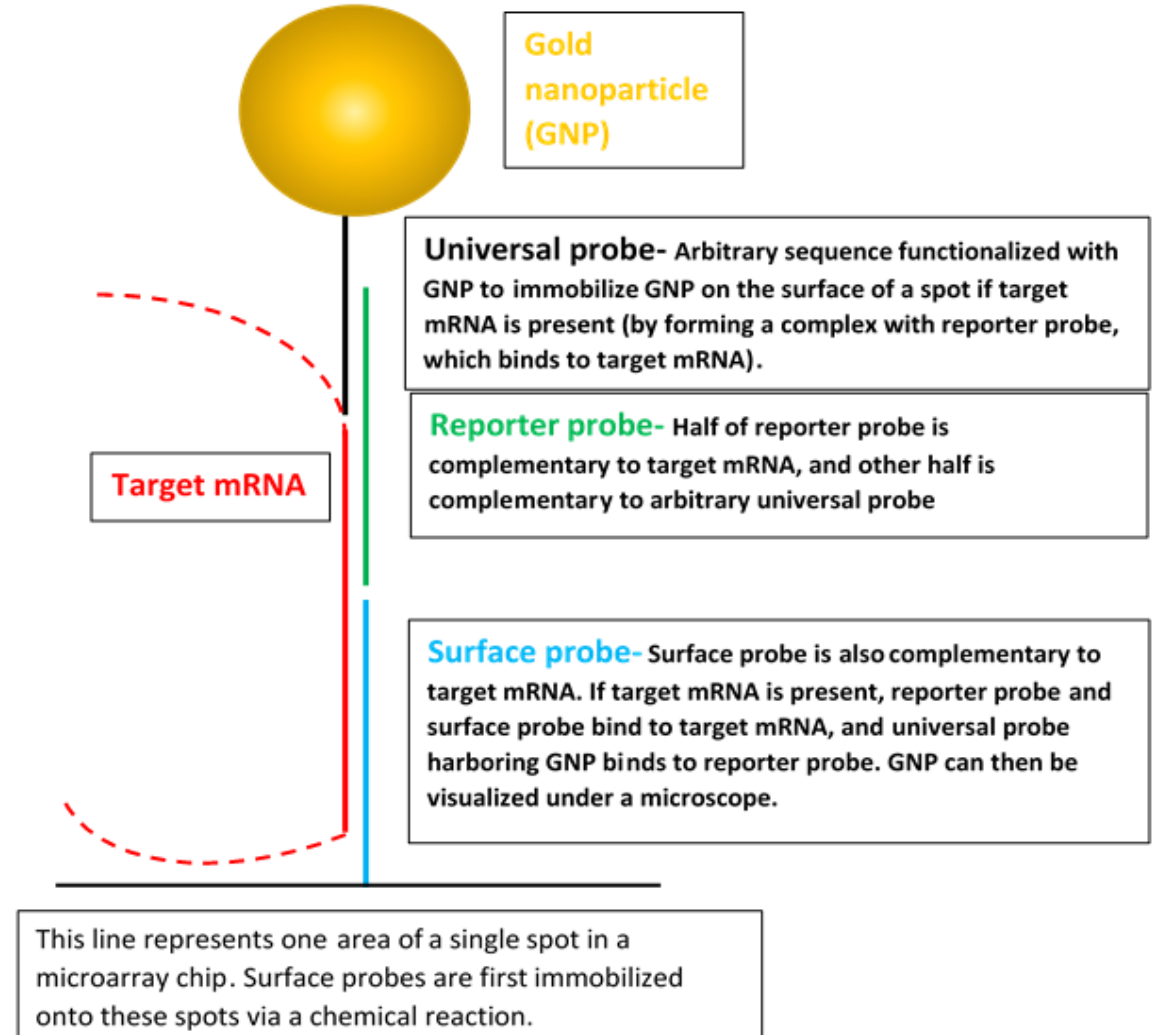 Gold
nanoparticle
(GNP)
Universal probe- Arbitrary sequence functionalized with
GNP to immobilize GNP on the surface of a spot if target
mRNA is present (by forming a complex with reporter probe,
which binds to target mRNA).
Reporter probe- Half of reporter probe is
complementary to target mRNA, and other half is
complementary to arbitrary universal probe
Target mRNA
Surface probe- Surface probe is also complementary to
target mRNA. If target mRNA is present, reporter probe and
surface probe bind to target mRNA, and universal probe
harboring GNP binds to reporter probe. GNP can then be
visualized under a microscope.
This line represents one area of a single spot in a
microarray chip. Surface probes are first immobilized
onto these spots via a chemical reaction.